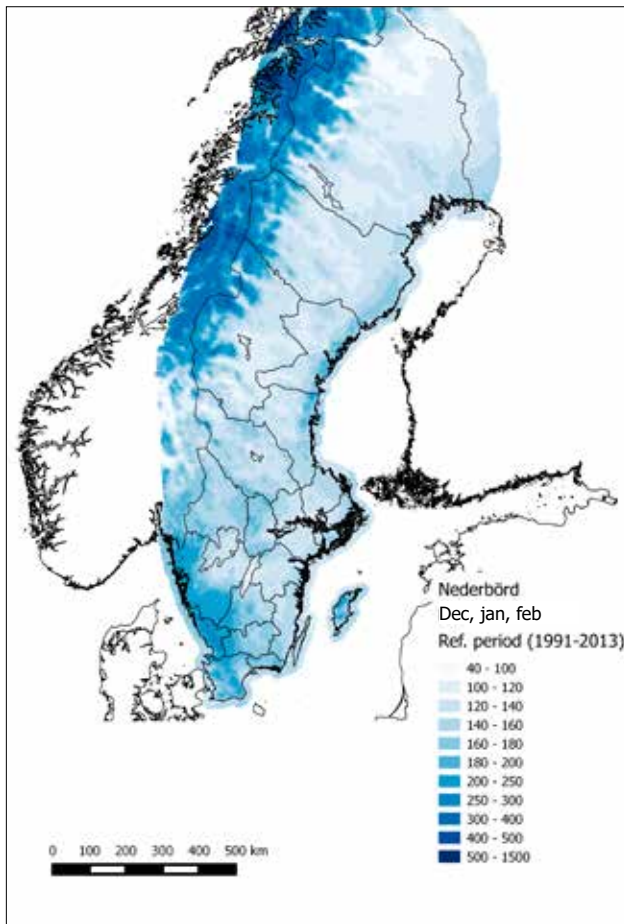 Nederbörd
Dec, jan, feb
Ref. period (1991-2013)
40 - 100
100 - 120
120 - 140
140 - 160
160 - 180
180 - 200
200 - 250
250 - 300
300 - 400
400 - 500
500 - 1500
0 100 200 300 400 500 km